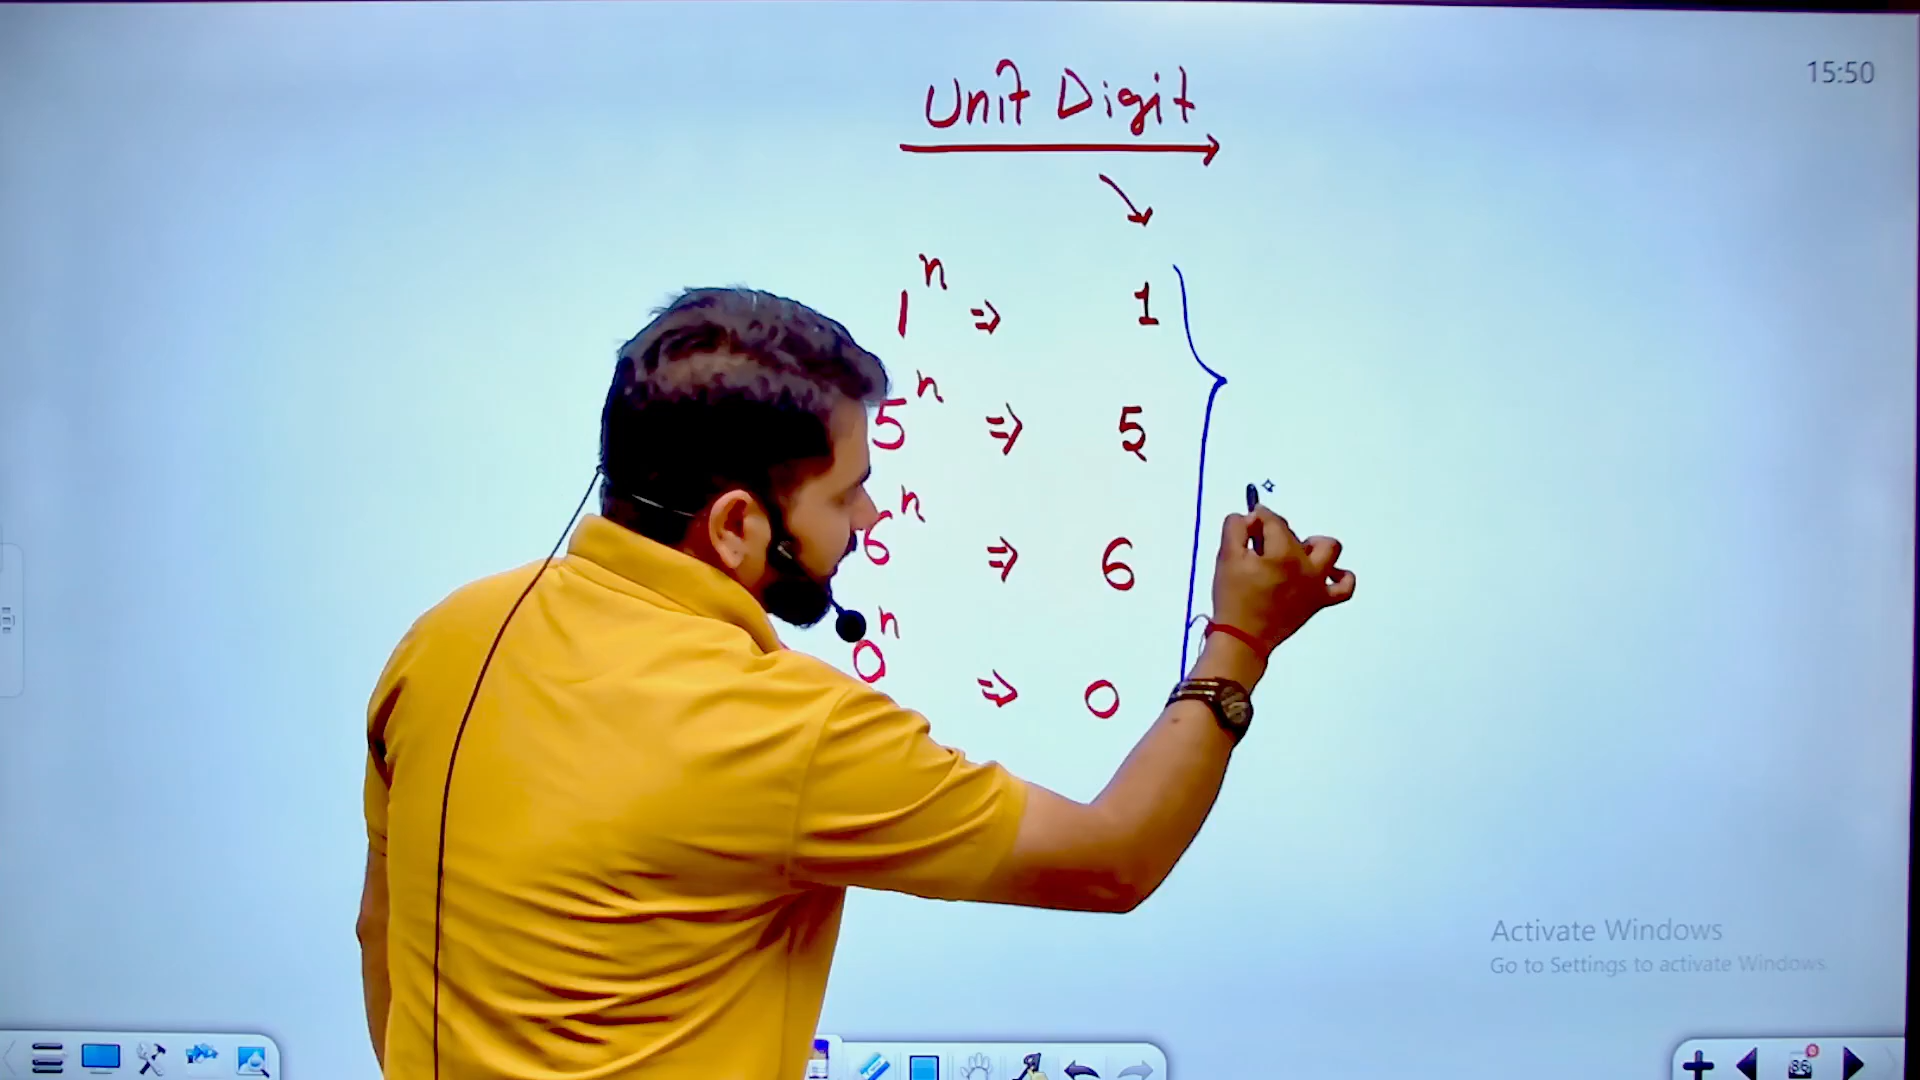 15:50
Unit Digit
1ⁿ ⇒ 1
5ⁿ ⇒ 5
6ⁿ ⇒ 6
0ⁿ ⇒ 0
Activate Windows
Go to Settings to activate Windows.
86